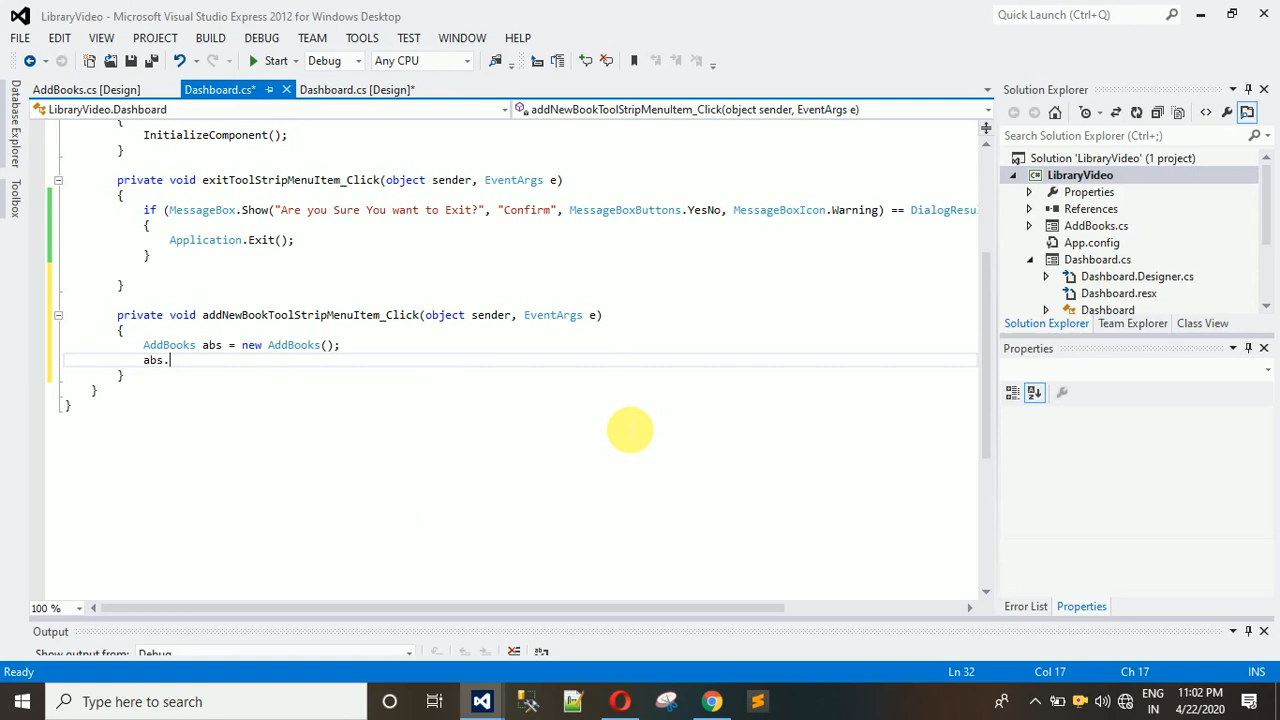 LibraryVideo - Microsoft Visual Studio Express 2012 for Windows Desktop
Quick Launch (Ctrl+Q)
FILE EDIT VIEW PROJECT BUILD DEBUG TEAM TOOLS TEST WINDOW HELP
Start Debug Any CPU
Database Explorer
Toolbox
AddBooks.cs [Design] Dashboard.cs* Dashboard.cs [Design]*
LibraryVideo.Dashboard addNewBookToolStripMenuItem_Click(object sender, EventArgs e)
{
InitializeComponent();
}
private void exitToolStripMenuItem_Click(object sender, EventArgs e)
{
if (MessageBox.Show("Are you Sure You want to Exit?", "Confirm", MessageBoxButtons.YesNo, MessageBoxIcon.Warning) == DialogResul
{
Application.Exit();
}
}
private void addNewBookToolStripMenuItem_Click(object sender, EventArgs e)
{
AddBooks abs = new AddBooks();
abs.
}
}
}
100 %
Output
Show output from: Debug
Solution Explorer
Search Solution Explorer (Ctrl+;)
Solution 'LibraryVideo' (1 project)
LibraryVideo
Properties
References
AddBooks.cs
App.config
Dashboard.cs
Dashboard.Designer.cs
Dashboard.resx
Dashboard
Solution Explorer Team Explorer Class View
Properties
Error List Properties
Ready Ln 32 Col 17 Ch 17 INS
Type here to search
ENG
IN
11:02 PM
4/22/2020